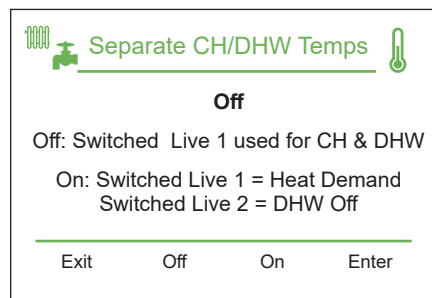 Separate CH/DHW Temps
Off
Off: Switched Live 1 used for CH & DHW
On: Switched Live 1 = Heat Demand
Switched Live 2 = DHW Off
Exit Off On Enter